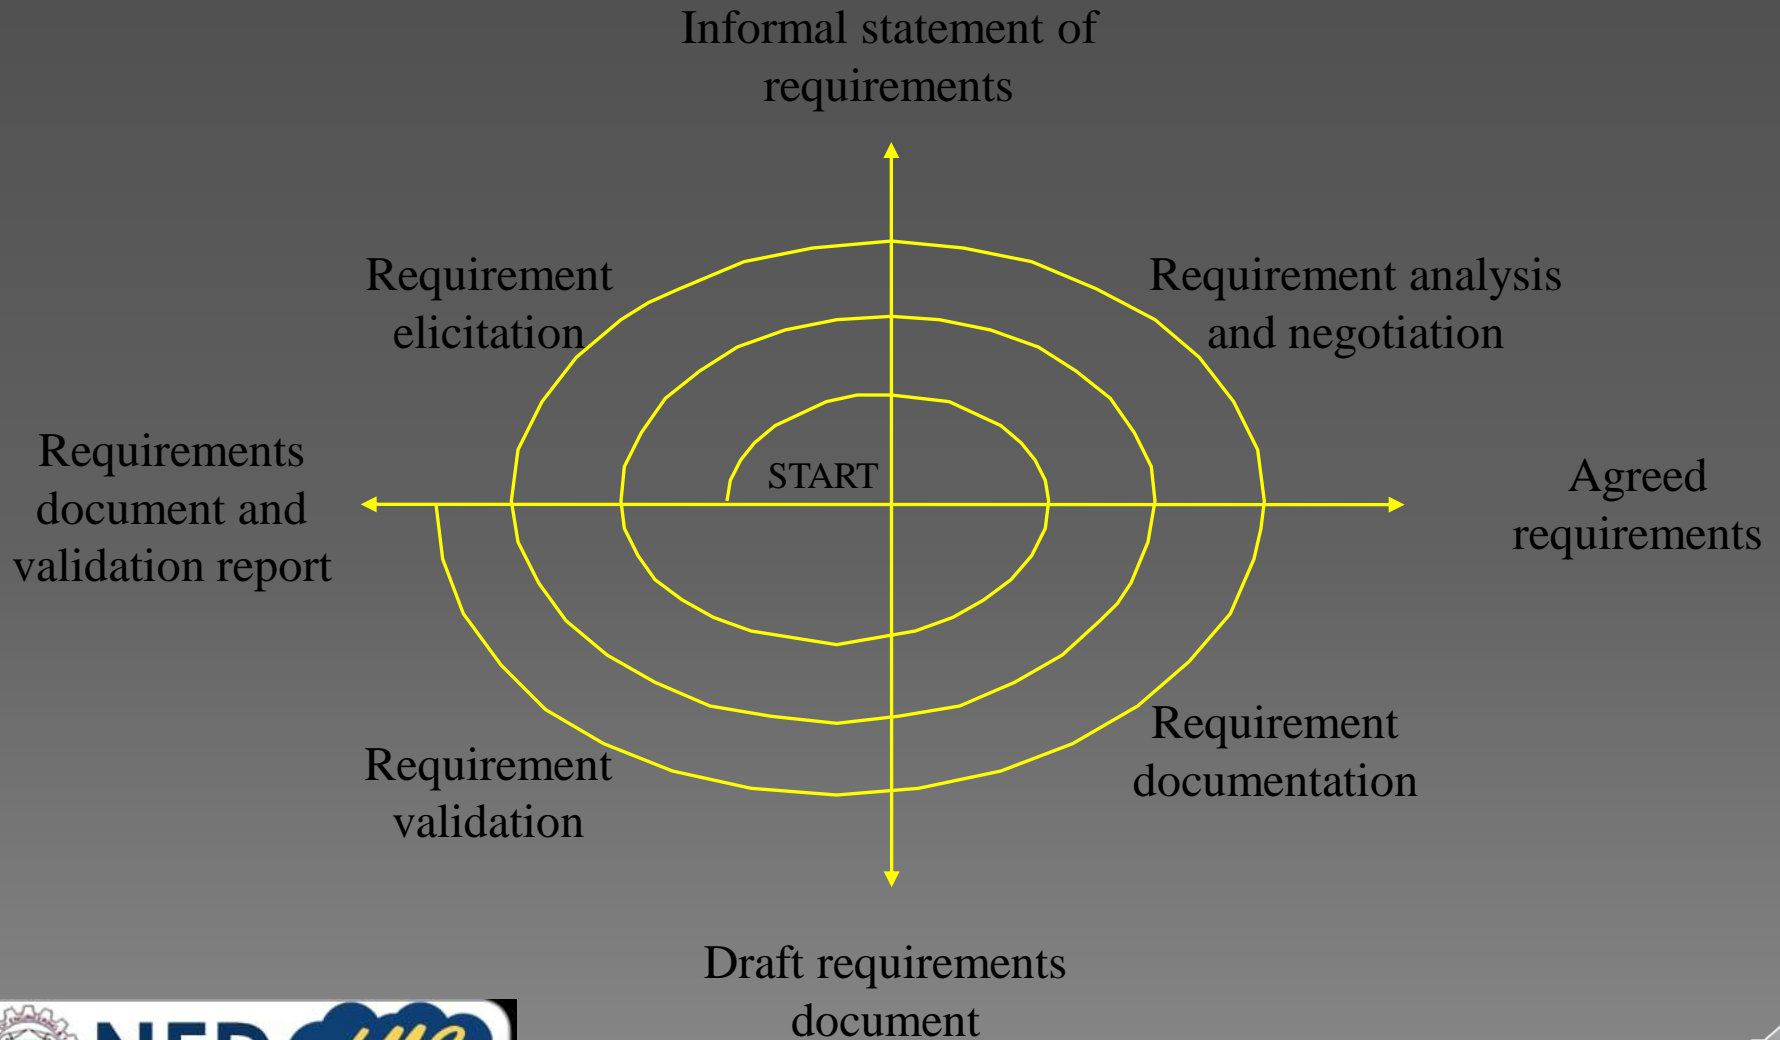 Informal statement of
requirements
Requirement
elicitation
Requirement analysis
and negotiation
Requirements
document and
validation report
START
Agreed
requirements
Requirement
validation
Requirement
documentation
Draft requirements
document